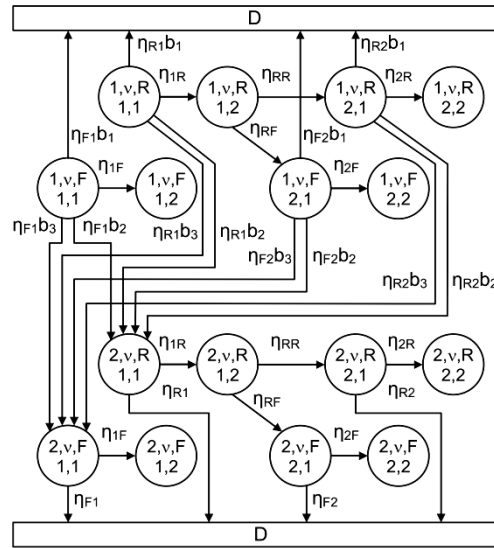 D
ηR1b1
ηR2b1
1,ν,R
1,1
η1R
1,ν,R
1,2
ηRR
1,ν,R
2,1
η2R
1,ν,R
2,2
ηF1b1
ηRF
ηF2b1
1,ν,F
1,1
η1F
1,ν,F
1,2
1,ν,F
2,1
η2F
1,ν,F
2,2
ηF1b3
ηF1b2
ηR1b3
ηR1b2
ηF2b3
ηF2b2
ηR2b3
ηR2b2
2,ν,R
1,1
η1R
2,ν,R
1,2
ηRR
2,ν,R
2,1
η2R
2,ν,R
2,2
ηR1
ηRF
ηR2
2,ν,F
1,1
η1F
2,ν,F
1,2
2,ν,F
2,1
η2F
2,ν,F
2,2
ηF1
ηF2
D